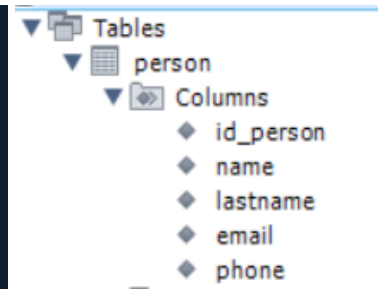 Tables
person
Columns
id_person
name
lastname
email
phone